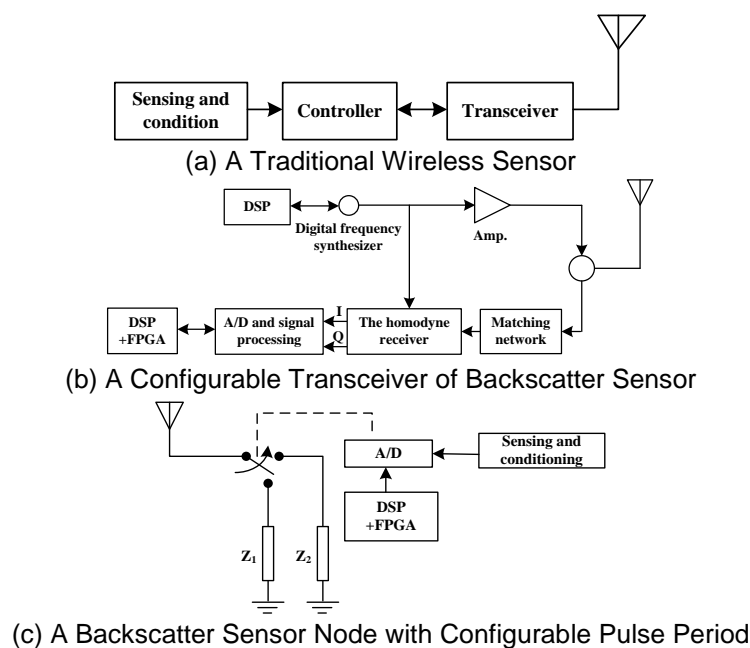 Sensing and
condition
Controller
Transceiver
(a) A Traditional Wireless Sensor
DSP
Digital frequency
synthesizer
Amp.
DSP
+FPGA
A/D and signal
processing
I
Q
The homodyne
receiver
Matching
network
(b) A Configurable Transceiver of Backscatter Sensor
A/D
Sensing and
conditioning
DSP
+FPGA
Z₁
Z₂
(c) A Backscatter Sensor Node with Configurable Pulse Period